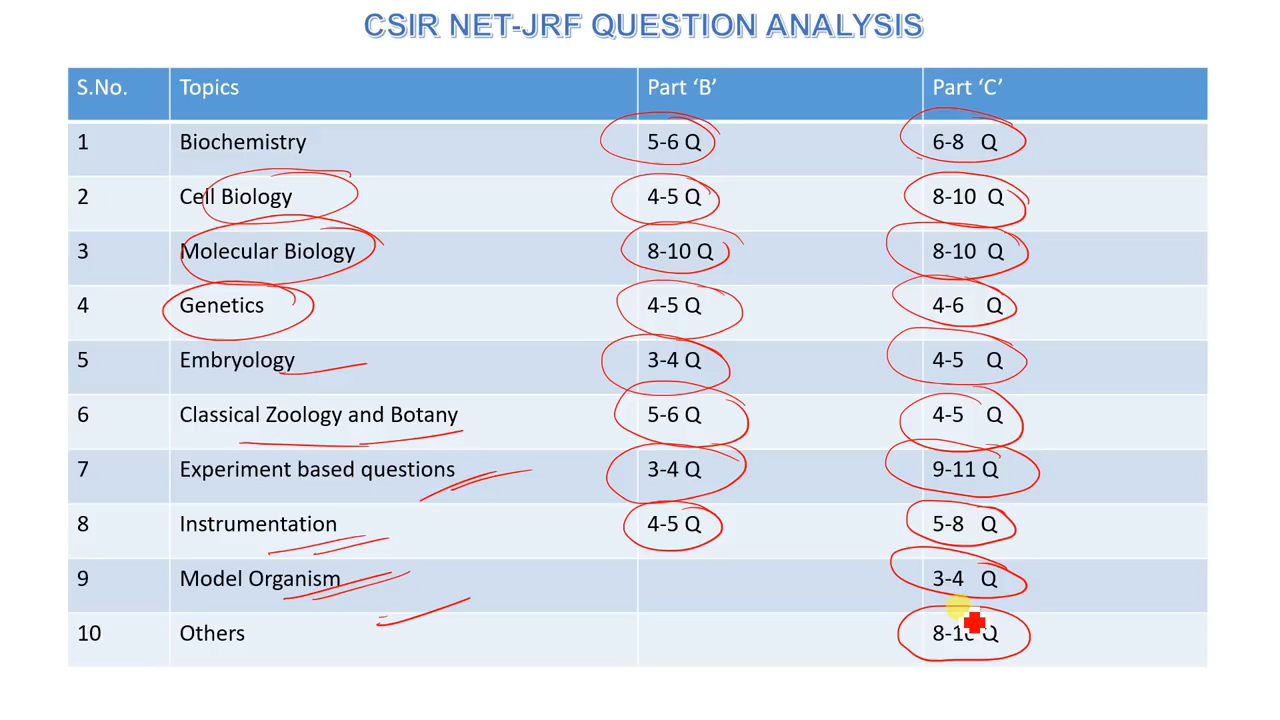 CSIR NET-JRF QUESTION ANALYSIS
S.No. Topics Part ‘B’ Part ‘C’
1 Biochemistry 5-6 Q 6-8 Q
2 Cell Biology 4-5 Q 8-10 Q
3 Molecular Biology 8-10 Q 8-10 Q
4 Genetics 4-5 Q 4-6 Q
5 Embryology 3-4 Q 4-5 Q
6 Classical Zoology and Botany 5-6 Q 4-5 Q
7 Experiment based questions 3-4 Q 9-11 Q
8 Instrumentation 4-5 Q 5-8 Q
9 Model Organism 3-4 Q
10 Others Q